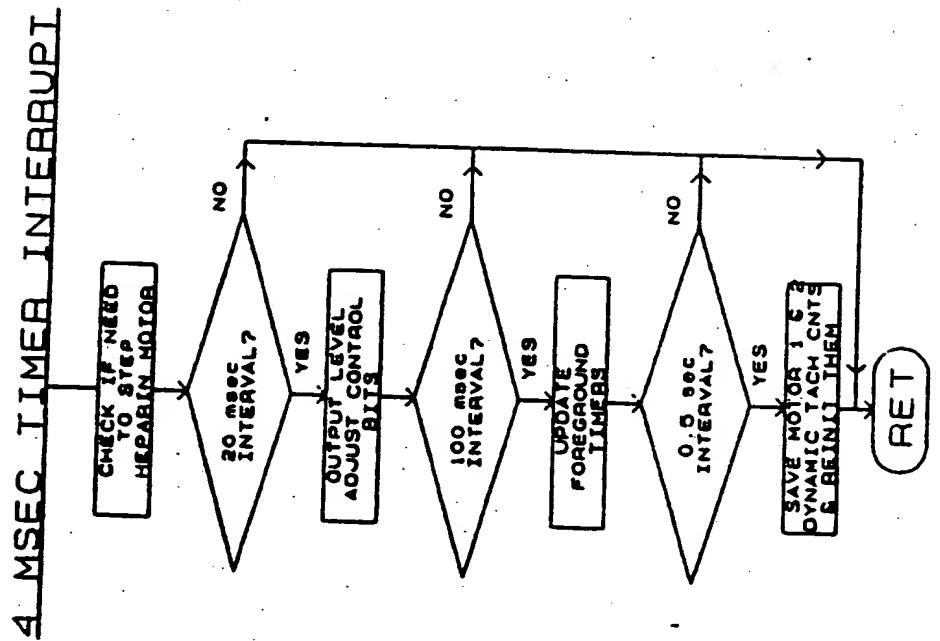 4 MSEC TIMER INTERRUPT
CHECK IF NEED
TO STEP
HEPARIN MOTOR
20 msec
INTERVAL?
NO
YES
OUTPUT LEVEL
ADJUST CONTROL
BITS
100 msec
INTERVAL?
NO
YES
UPDATE
FOREGROUND
TIMERS
0.5 sec
INTERVAL?
NO
YES
SAVE MOTOR 1 & 2
DYNAMIC TACH CNTS
& REINIT THEM
RET